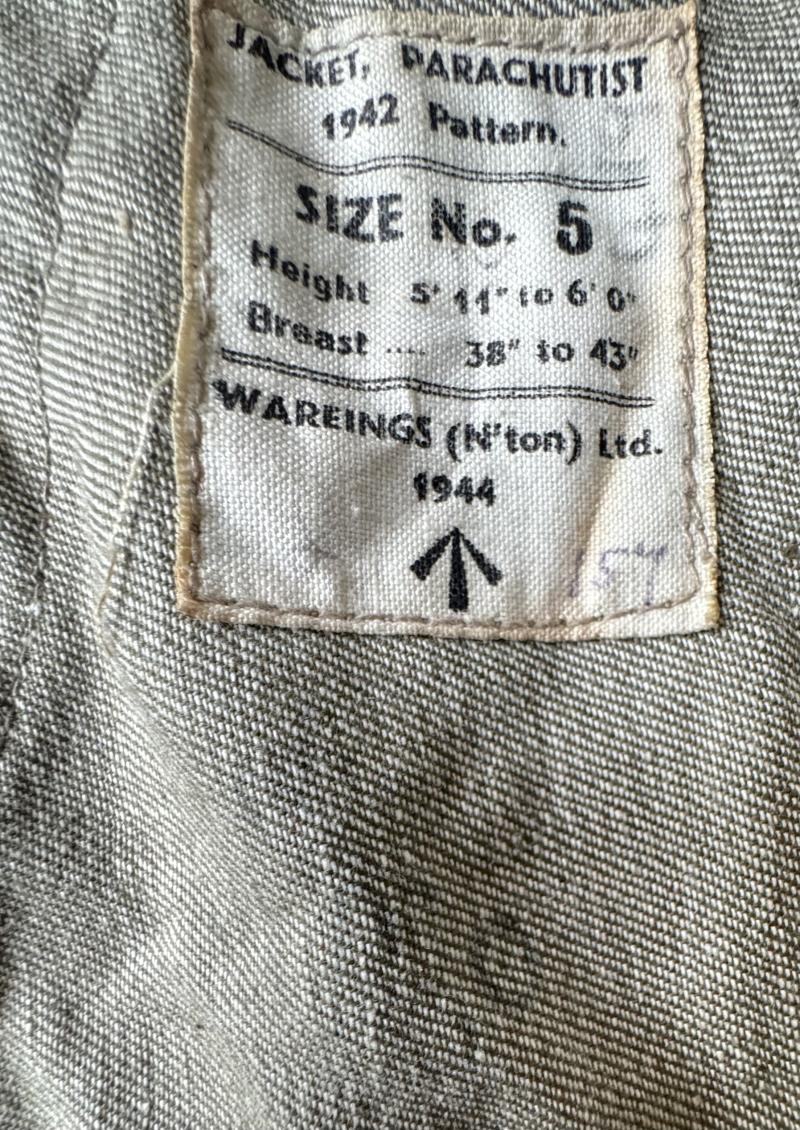 JACKET, PARACHUTIST
1942 Pattern.
SIZE No. 5
Height 5' 11" to 6' 0"
Breast .... 38" to 43"
WAREINGS (N'ton) Ltd.
1944